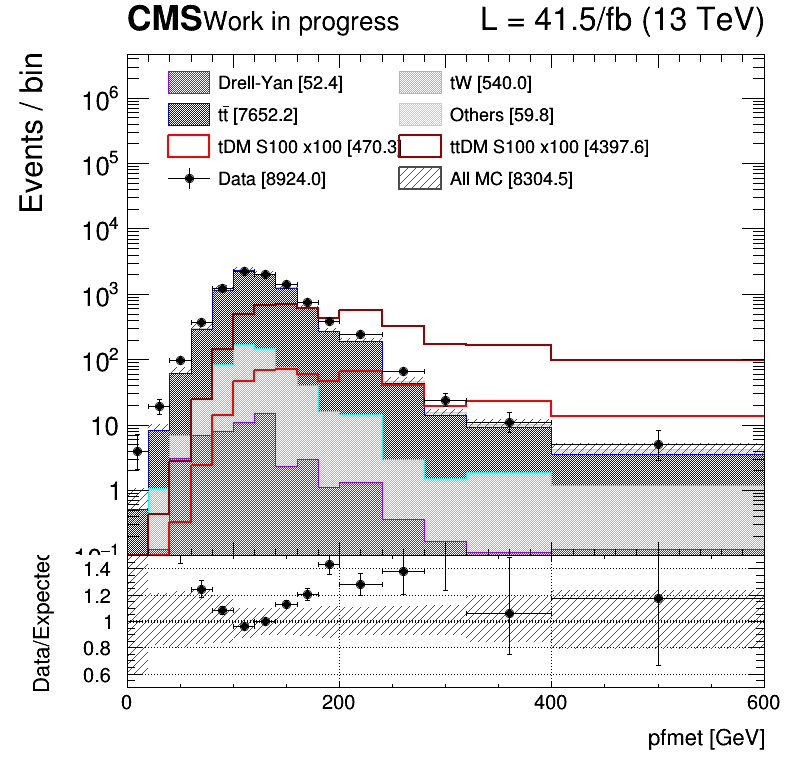 CMS Work in progress L = 41.5/fb (13 TeV)
Events / bin
Drell-Yan [52.4] tW [540.0]
tt̄ [7652.2] Others [59.8]
tDM S100 x100 [470.3] ttDM S100 x100 [4397.6]
Data [8924.0] All MC [8304.5]
10⁶
10⁵
10⁴
10³
10²
10
1
10⁻¹
Data/Expected
1.4
1.2
1
0.8
0.6
0 200 400 600
pfmet [GeV]